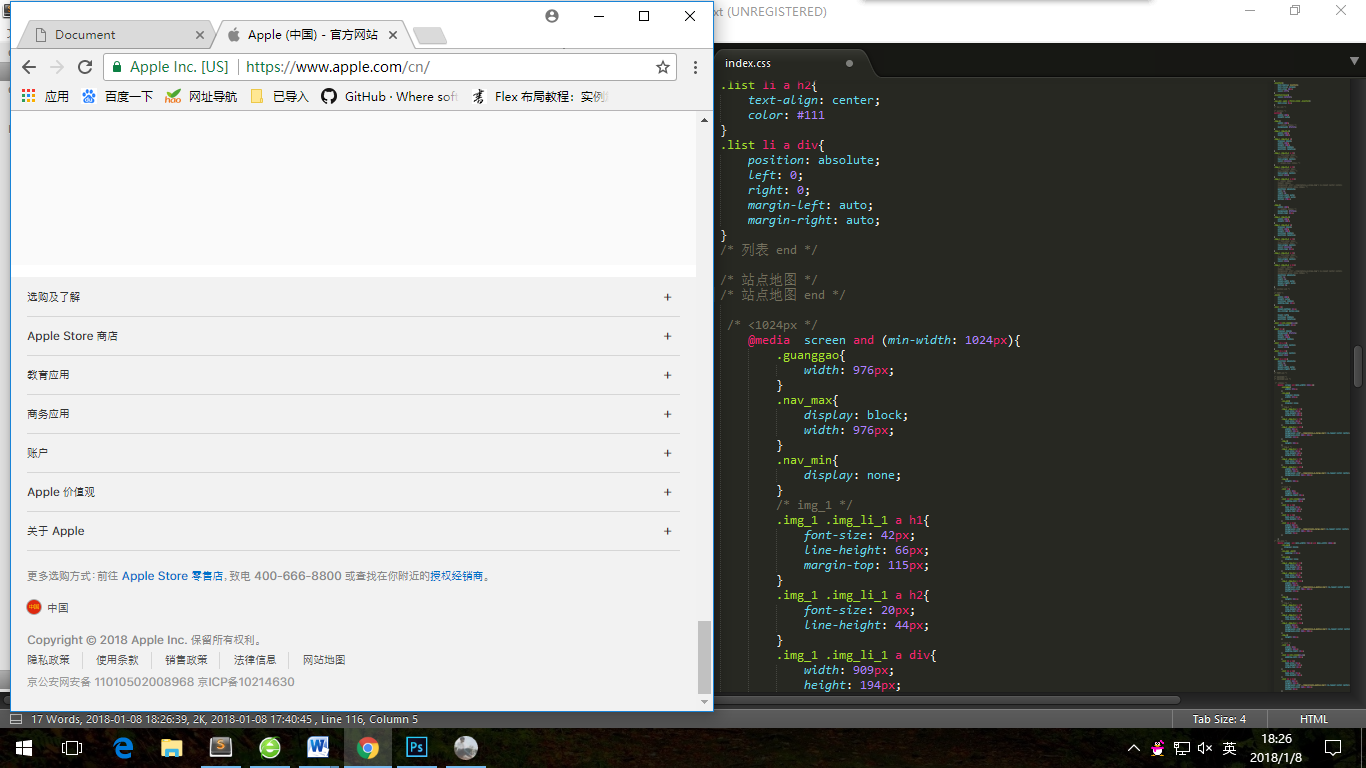 Document
Apple (中国) - 官方网站
Apple Inc. [US]
https://www.apple.com/cn/
应用
百度一下
网址导航
已导入
GitHub · Where sof
Flex 布局教程：实例
选购及了解 +
Apple Store 商店 +
教育应用 +
商务应用 +
账户 +
Apple 价值观 +
关于 Apple +
更多选购方式：前往 Apple Store 零售店，致电 400-666-8800 或查找在你附近的授权经销商。
中国
Copyright © 2018 Apple Inc. 保留所有权利。
隐私政策 | 使用条款 | 销售政策 | 法律信息 | 网站地图
京公安网安备 11010502008968 京ICP备10214630
xt (UNREGISTERED)
index.css
.list li a h2{
text-align: center;
color: #111
}
.list li a div{
position: absolute;
left: 0;
right: 0;
margin-left: auto;
margin-right: auto;
}
/* 列表 end */
/* 站点地图 */
/* 站点地图 end */
/* <1024px */
@media  screen and (min-width: 1024px){
.guanggao{
width: 976px;
}
.nav_max{
display: block;
width: 976px;
}
.nav_min{
display: none;
}
/* img_1 */
.img_1 .img_li_1 a h1{
font-size: 42px;
line-height: 66px;
margin-top: 115px;
}
.img_1 .img_li_1 a h2{
font-size: 20px;
line-height: 44px;
}
.img_1 .img_li_1 a div{
width: 909px;
height: 194px;
17 Words, 2018-01-08 18:26:39, 2K, 2018-01-08 17:40:45 , Line 116, Column 5
Tab Size: 4
HTML
英
18:26
2018/1/8